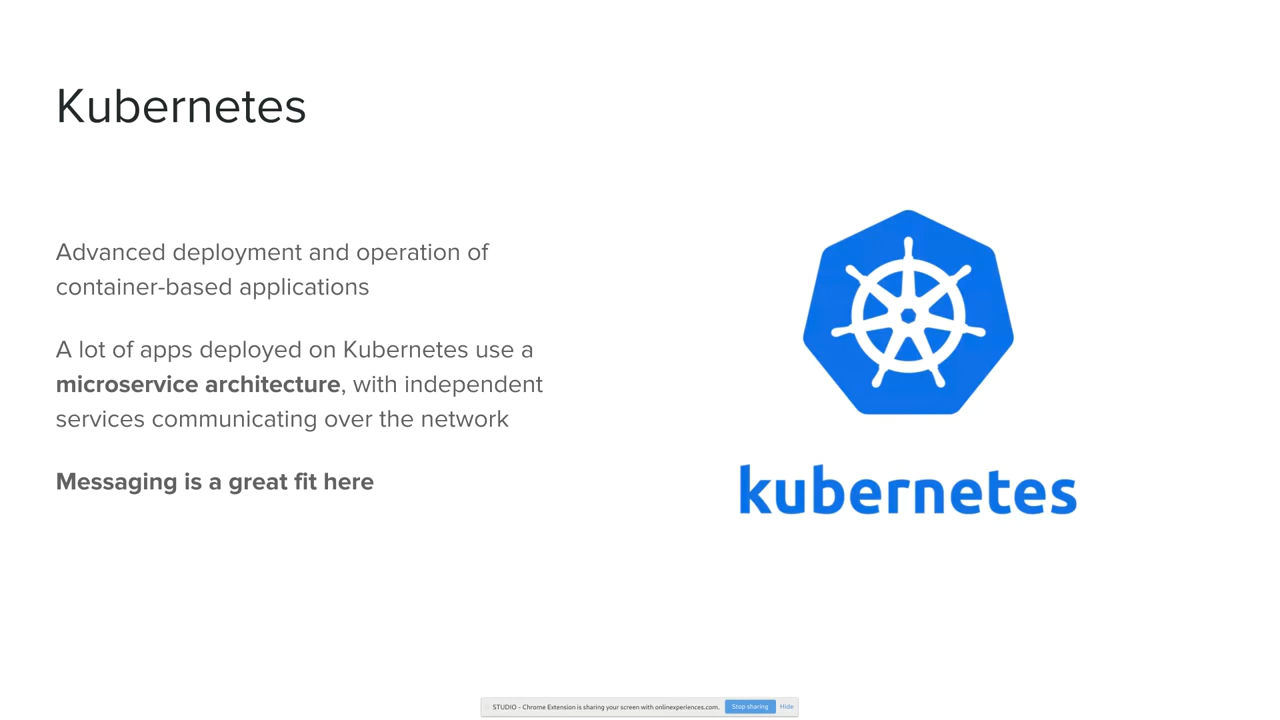 Kubernetes
Advanced deployment and operation of
container-based applications
A lot of apps deployed on Kubernetes use a
microservice architecture, with independent
services communicating over the network
Messaging is a great fit here
kubernetes
STUDIO - Chrome Extension is sharing your screen with onlinexperiences.com. Stop sharing Hide